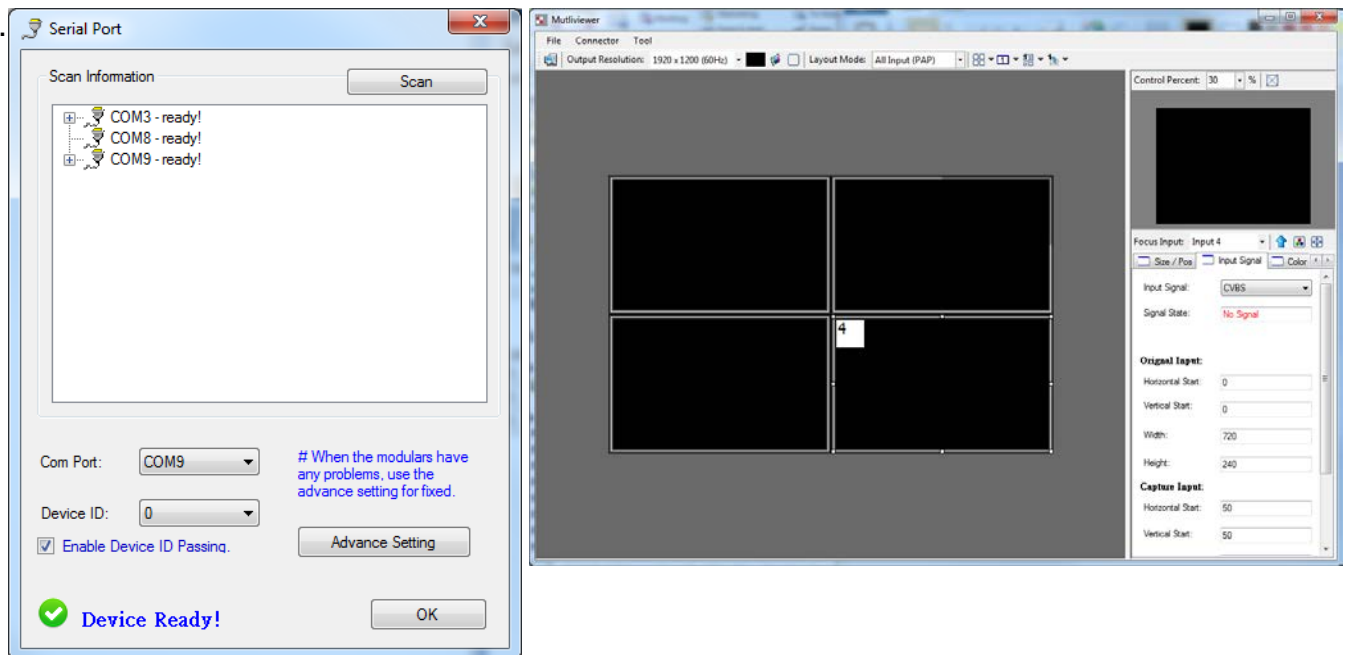 .
Serial Port
Scan Information
Scan
COM3 - ready!
COM8 - ready!
COM9 - ready!
Com Port: COM9
# When the modulars have
any problems, use the
advance setting for fixed.
Device ID: 0
Enable Device ID Passing.
Advance Setting
Device Ready!
OK
Mutliviewer
File Connector Tool
Output Resolution: 1920 x 1200 (60Hz) Layout Mode: All Input (PAP)
Control Percent: 30 %
4
Focus Input: Input 4
Size / Pos Input Signal Color
Input Signal: CVBS
Signal State: No Signal
Orignal Input:
Horizontal Start: 0
Vertical Start: 0
Width: 720
Height: 240
Capture Input:
Horizontal Start: 50
Vertical Start: 50